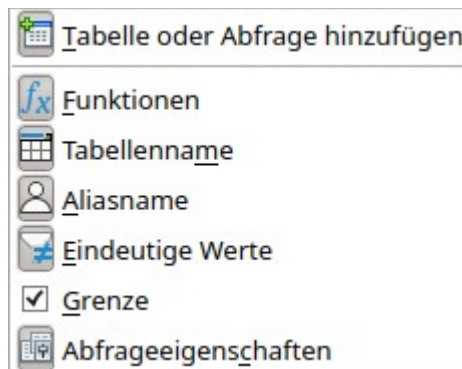 Tabelle oder Abfrage hinzufügen
Funktionen
Tabellenname
Aliasname
Eindeutige Werte
Grenze
Abfrageeigenschaften